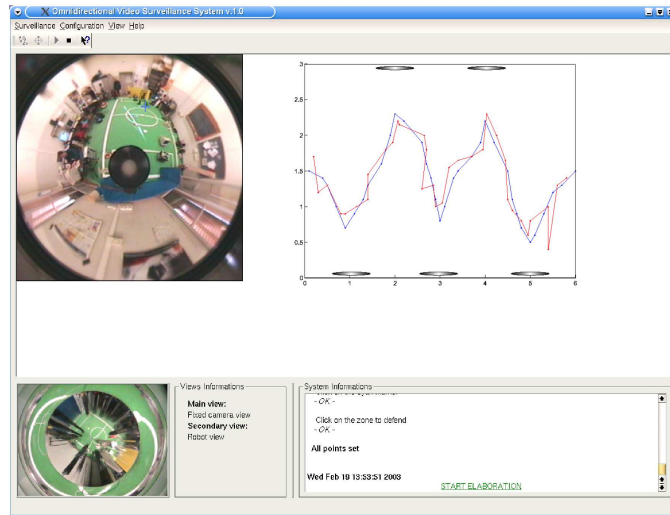 X Omnidirectional Video Surveillance System v.1.0
Surveillance Configuration View Help
3
2.5
2
1.5
1
0.5
0
0 1 2 3 4 5 6
Views Informations
Main view:
Fixed camera view
Secondary view:
Robot view
System Informations
- OK -
Click on the zone to defend
- OK -
All points set
Wed Feb 19 13:53:51 2003
START ELABORATION